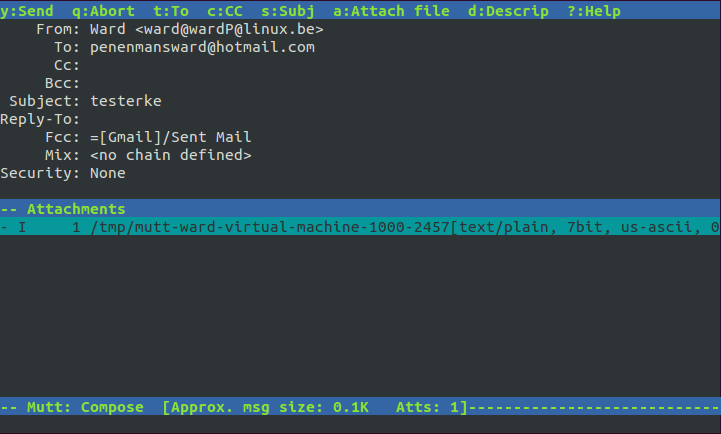 y:Send  q:Abort  t:To  c:CC  s:Subj  a:Attach file  d:Descrip  ?:Help
From: Ward <ward@wardP@linux.be>
To: penenmansward@hotmail.com
Cc:
Bcc:
Subject: testerke
Reply-To:
Fcc: =[Gmail]/Sent Mail
Mix: <no chain defined>
Security: None
-- Attachments
- I     1 /tmp/mutt-ward-virtual-machine-1000-2457[text/plain, 7bit, us-ascii, 0
-- Mutt: Compose  [Approx. msg size: 0.1K   Atts: 1]----------------------------